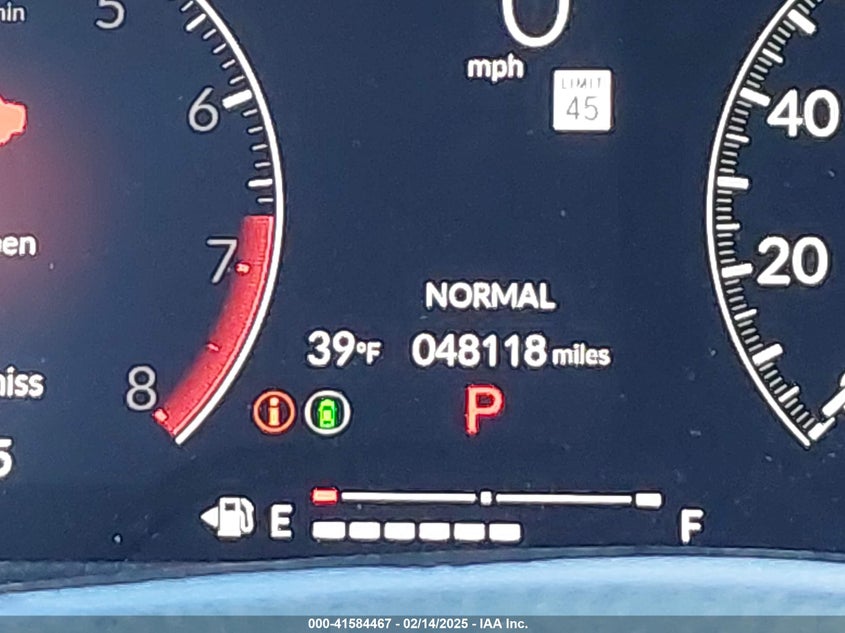 5
6
7
8
0
mph
LIMIT
45
40
20
NORMAL
39°F 048118 miles
P
E F
000-41584467 - 02/14/2025 - IAA Inc.